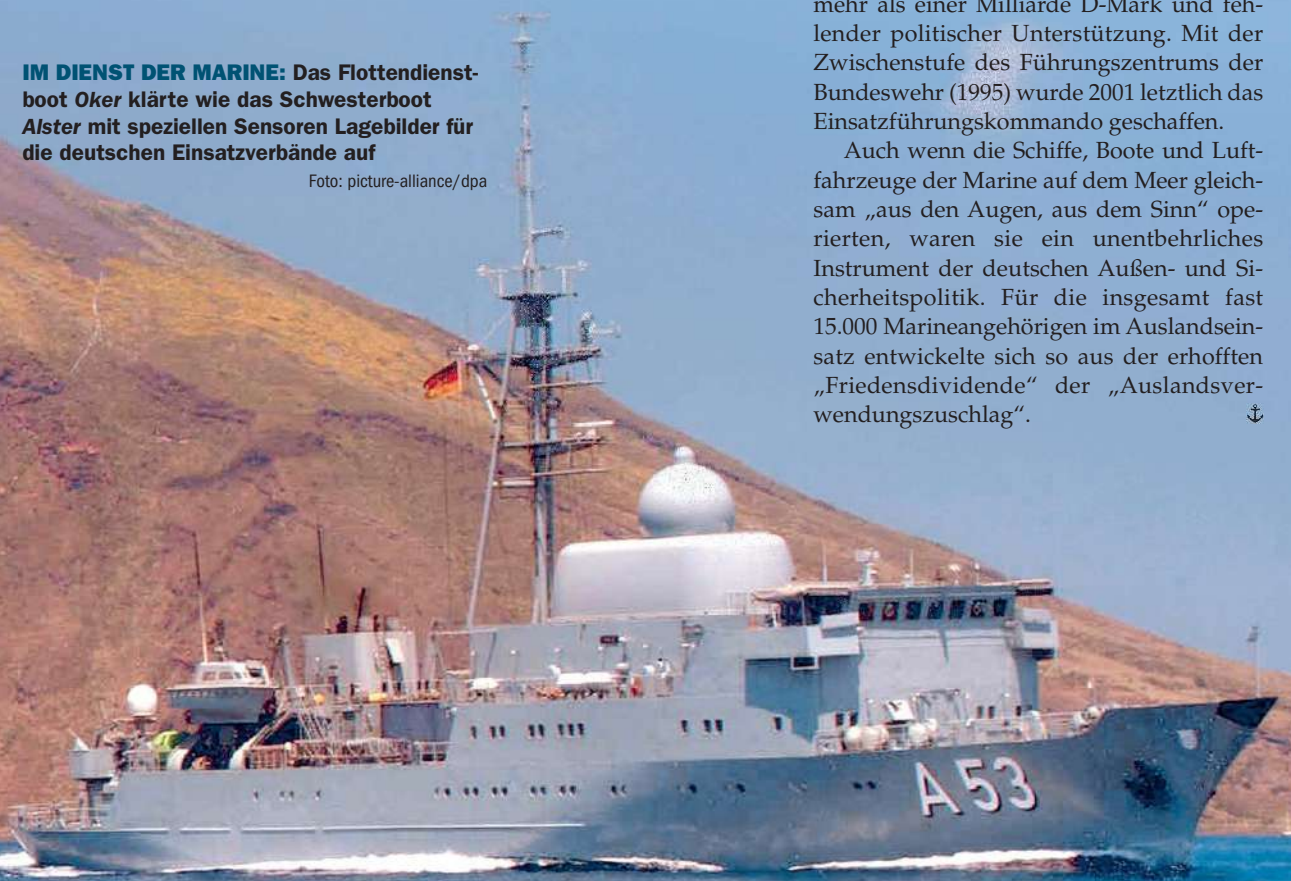 IM DIENST DER MARINE: Das Flottendienst-
boot Oker klärte wie das Schwesterboot
Alster mit speziellen Sensoren Lagebilder für
die deutschen Einsatzverbände auf
Foto: picture-alliance/dpa
mehr als einer Milliarde D-Mark und feh-
lender politischer Unterstützung. Mit der
Zwischenstufe des Führungszentrums der
Bundeswehr (1995) wurde 2001 letztlich das
Einsatzführungskommando geschaffen.
Auch wenn die Schiffe, Boote und Luft-
fahrzeuge der Marine auf dem Meer gleich-
sam „aus den Augen, aus dem Sinn“ ope-
rierten, waren sie ein unentbehrliches
Instrument der deutschen Außen- und Si-
cherheitspolitik. Für die insgesamt fast
15.000 Marineangehörigen im Auslandsein-
satz entwickelte sich so aus der erhofften
„Friedensdividende“ der „Auslandsver-
wendungszuschlag“.
A 53